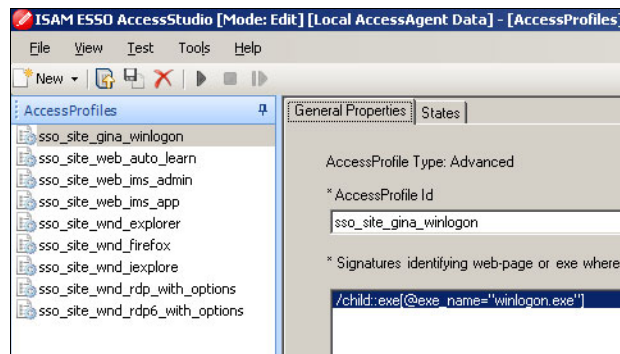 ISAM ESSO AccessStudio [Mode: Edit] [Local AccessAgent Data] - [AccessProfiles]
File View Test Tools Help
New
AccessProfiles
General Properties States
sso_site_gina_winlogon
sso_site_web_auto_learn
sso_site_web_ims_admin
sso_site_web_ims_app
sso_site_wnd_explorer
sso_site_wnd_firefox
sso_site_wnd_iexplore
sso_site_wnd_rdp_with_options
sso_site_wnd_rdp6_with_options
AccessProfile Type: Advanced
* AccessProfile Id
sso_site_gina_winlogon
* Signatures identifying web-page or exe where
/child::exe[@exe_name="winlogon.exe"]